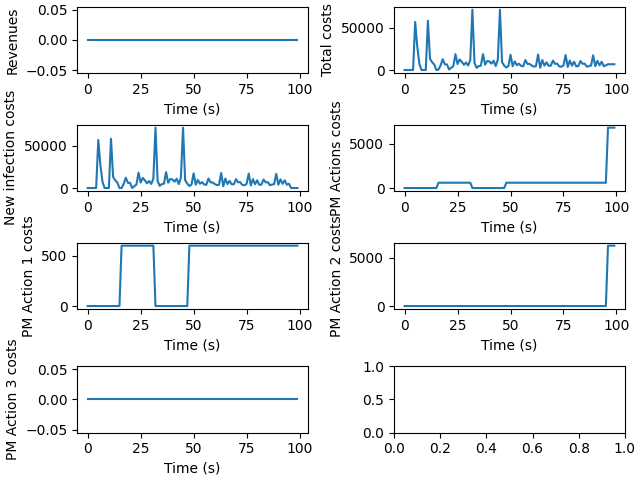 Revenues
0.05
0.00
−0.05
0 25 50 75 100
Time (s)
Total costs
50000
0
0 25 50 75 100
Time (s)
New infection costs
50000
0
0 25 50 75 100
Time (s)
PM Actions costs
5000
0
0 25 50 75 100
Time (s)
PM Action 1 costs
500
0
0 25 50 75 100
Time (s)
PM Action 2 costs
5000
0
0 25 50 75 100
Time (s)
PM Action 3 costs
0.05
0.00
−0.05
0 25 50 75 100
Time (s)
1.0
0.5
0.0
0.0 0.2 0.4 0.6 0.8 1.0